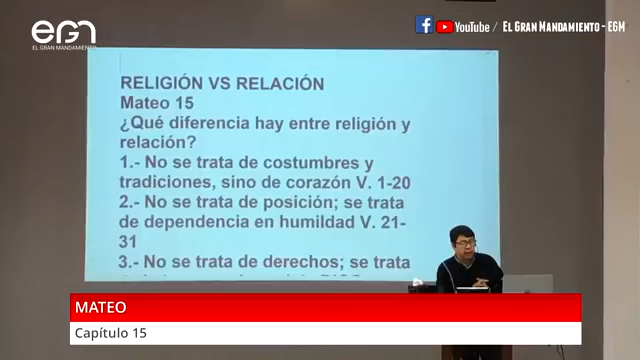 EGM
EL GRAN MANDAMIENTO
YouTube / EL GRAN MANDAMIENTO - EGM
RELIGIÓN VS RELACIÓN
Mateo 15
¿Qué diferencia hay entre religión y
relación?
1.- No se trata de costumbres y
tradiciones, sino de corazón V. 1-20
2.- No se trata de posición; se trata
de dependencia en humildad V. 21-
31
3.- No se trata de derechos; se trata
MATEO
Capítulo 15